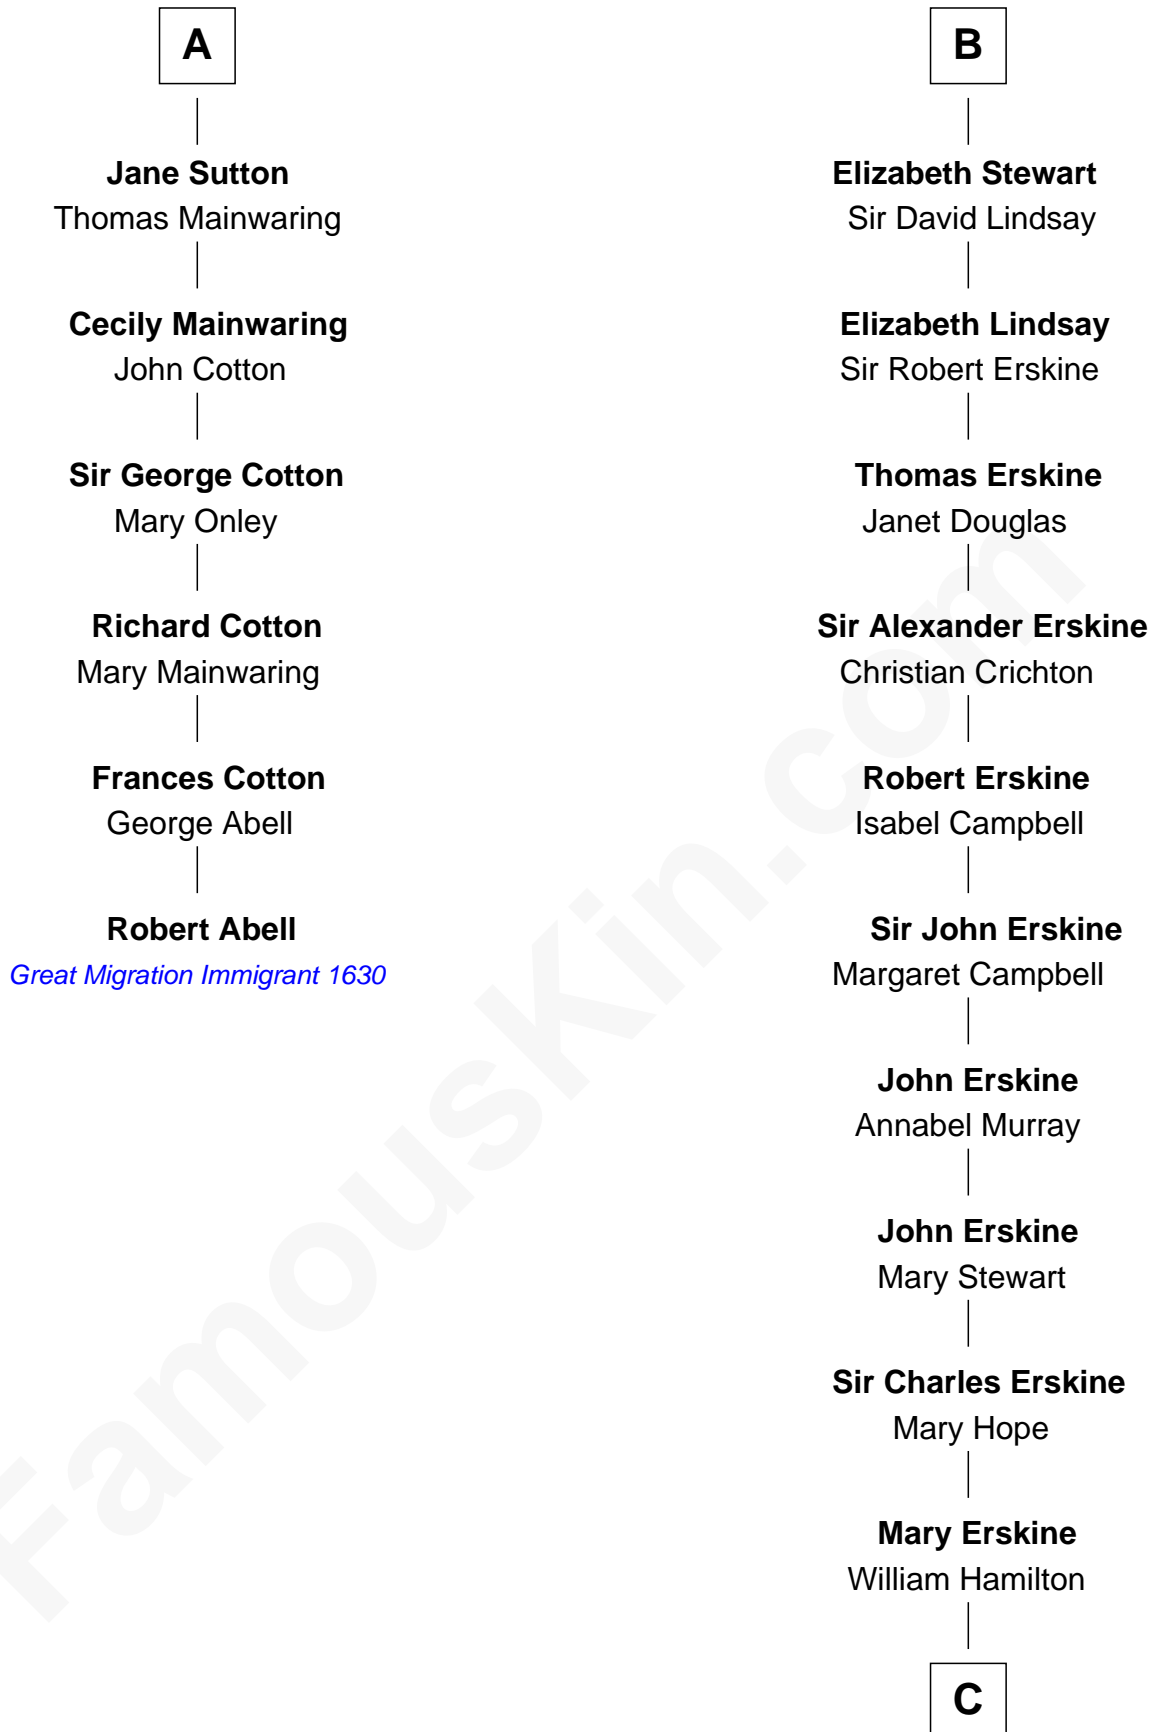 A
Jane Sutton
Thomas Mainwaring
Cecily Mainwaring
John Cotton
Sir George Cotton
Mary Onley
Richard Cotton
Mary Mainwaring
Frances Cotton
George Abell
Robert Abell
Great Migration Immigrant 1630
B
Elizabeth Stewart
Sir David Lindsay
Elizabeth Lindsay
Sir Robert Erskine
Thomas Erskine
Janet Douglas
Sir Alexander Erskine
Christian Crichton
Robert Erskine
Isabel Campbell
Sir John Erskine
Margaret Campbell
John Erskine
Annabel Murray
John Erskine
Mary Stewart
Sir Charles Erskine
Mary Hope
Mary Erskine
William Hamilton
C
FamousKin.com